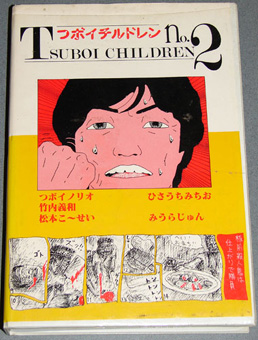 つボイチルドレン
TSUBOI CHILDREN No.2
つボイノリオ
竹内義和
松本こ〜せい
ひさうちみちお
みうらじゅん